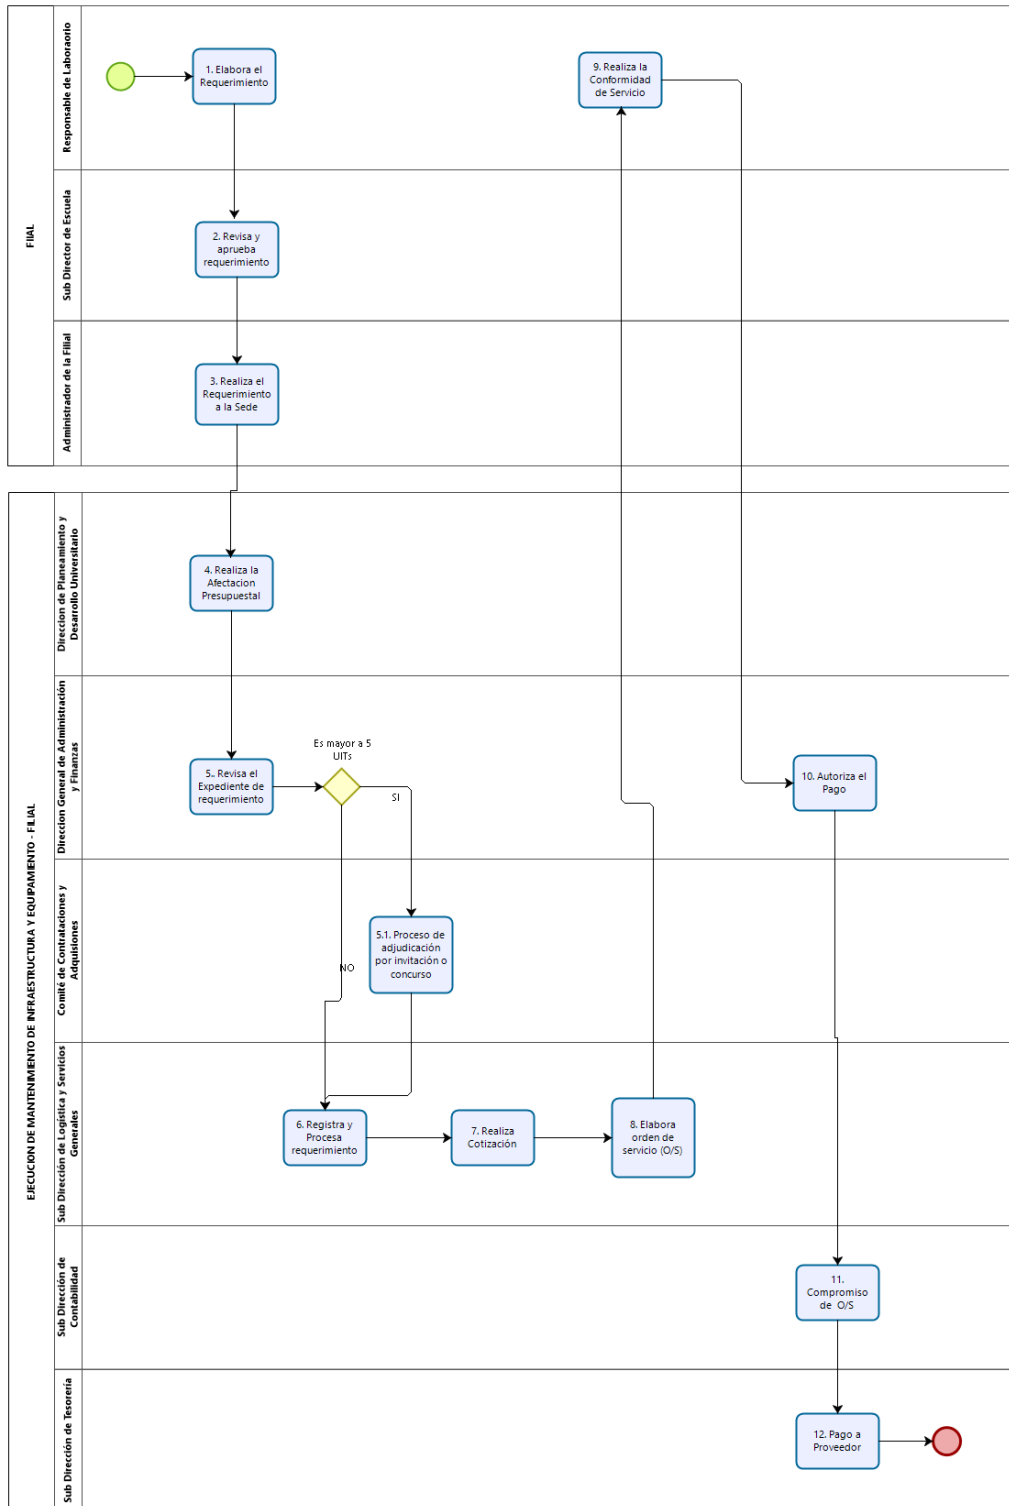 FIIAL
Responsable de Laboraorio
1. Elabora el
Requerimiento
9. Realiza la
Conformidad
de Servicio
Sub Director de Escuela
2. Revisa y
aprueba
requerimiento
Administrador de la Filial
3. Realiza el
Requerimiento
a la Sede
EJECUCION DE MANTENIMIENTO DE INFRAESTRUCTURA Y EQUIPAMIENTO - FILIAL
Direccion de Planeamiento y
Desarrollo Universitario
4. Realiza la
Afectacion
Presupuestal
Direccion General de Administración
y Finanzas
5.. Revisa el
Expediente de
requerimiento
Es mayor a 5
UITs
SI
NO
10. Autoriza el
Pago
Comité de Contrataciones y
Adquisiones
5.1. Proceso de
adjudicación
por invitación o
concurso
Sub Dirección de Logística y Servicios
Generales
6. Registra y
Procesa
requerimiento
7. Realiza
Cotización
8. Elabora
orden de
servicio (O/S)
Sub Dirección de
Contabilidad
11.
Compromiso
de O/S
Sub Dirección de Tesorería
12. Pago a
Proveedor